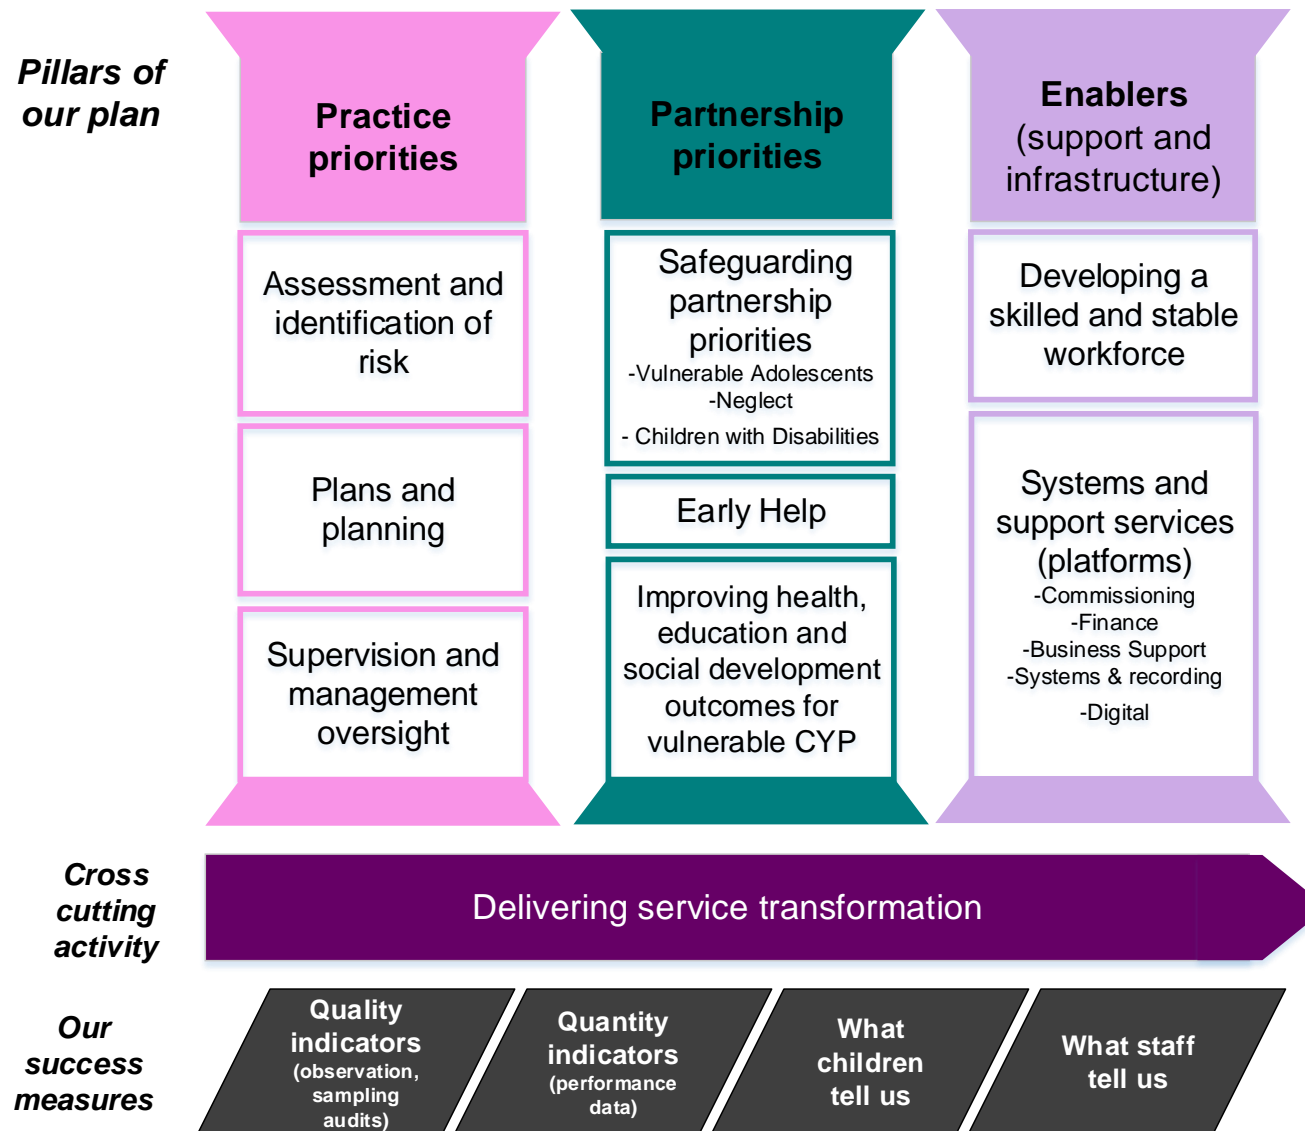 Pillars of
our plan
Practice
priorities
Partnership
priorities
Enablers
(support and
infrastructure)
Assessment and
identification of
risk
Plans and
planning
Supervision and
management
oversight
Safeguarding
partnership
priorities
-Vulnerable Adolescents
-Neglect
- Children with Disabilities
Early Help
Improving health,
education and
social development
outcomes for
vulnerable CYP
Developing a
skilled and stable
workforce
Systems and
support services
(platforms)
-Commissioning
-Finance
-Business Support
-Systems & recording
-Digital
Cross
cutting
activity
Delivering service transformation
Our
success
measures
Quality
indicators
(observation,
sampling
audits)
Quantity
indicators
(performance
data)
What
children
tell us
What staff
tell us